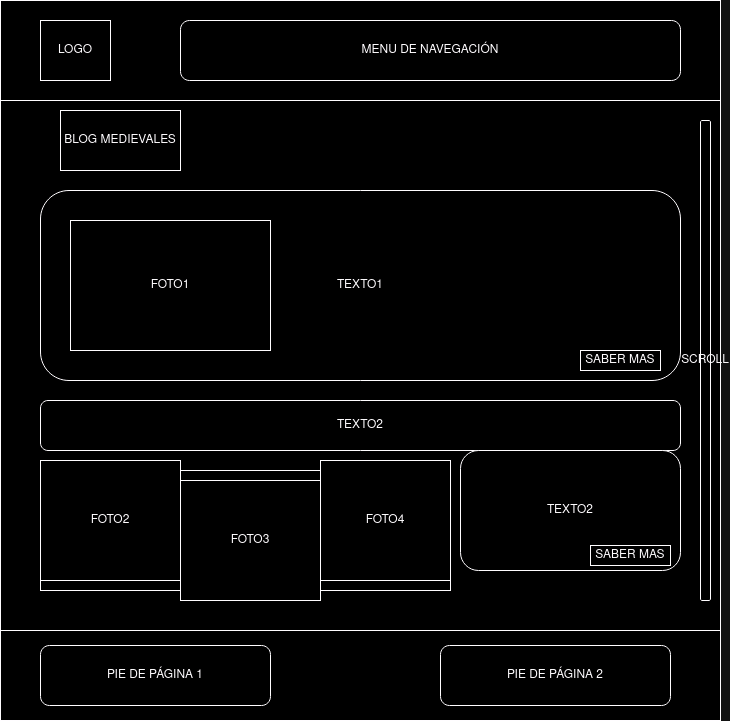 LOGO
MENU DE NAVEGACIÓN
BLOG MEDIEVALES
FOTO1
TEXTO1
SABER MAS
SCROLL
TEXTO2
FOTO2
FOTO3
FOTO4
TEXTO2
SABER MAS
PIE DE PÁGINA 1
PIE DE PÁGINA 2